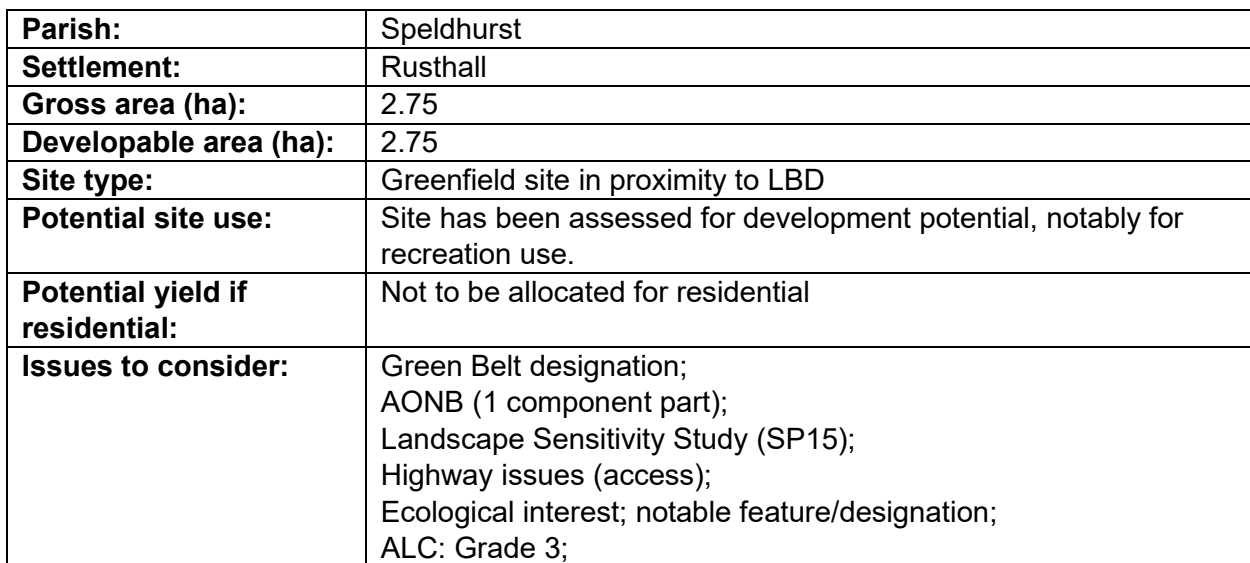 Parish: Speldhurst
Settlement: Rusthall
Gross area (ha): 2.75
Developable area (ha): 2.75
Site type: Greenfield site in proximity to LBD
Potential site use: Site has been assessed for development potential, notably for
recreation use.
Potential yield if Not to be allocated for residential
residential:
Issues to consider: Green Belt designation;
AONB (1 component part);
Landscape Sensitivity Study (SP15);
Highway issues (access);
Ecological interest; notable feature/designation;
ALC: Grade 3;